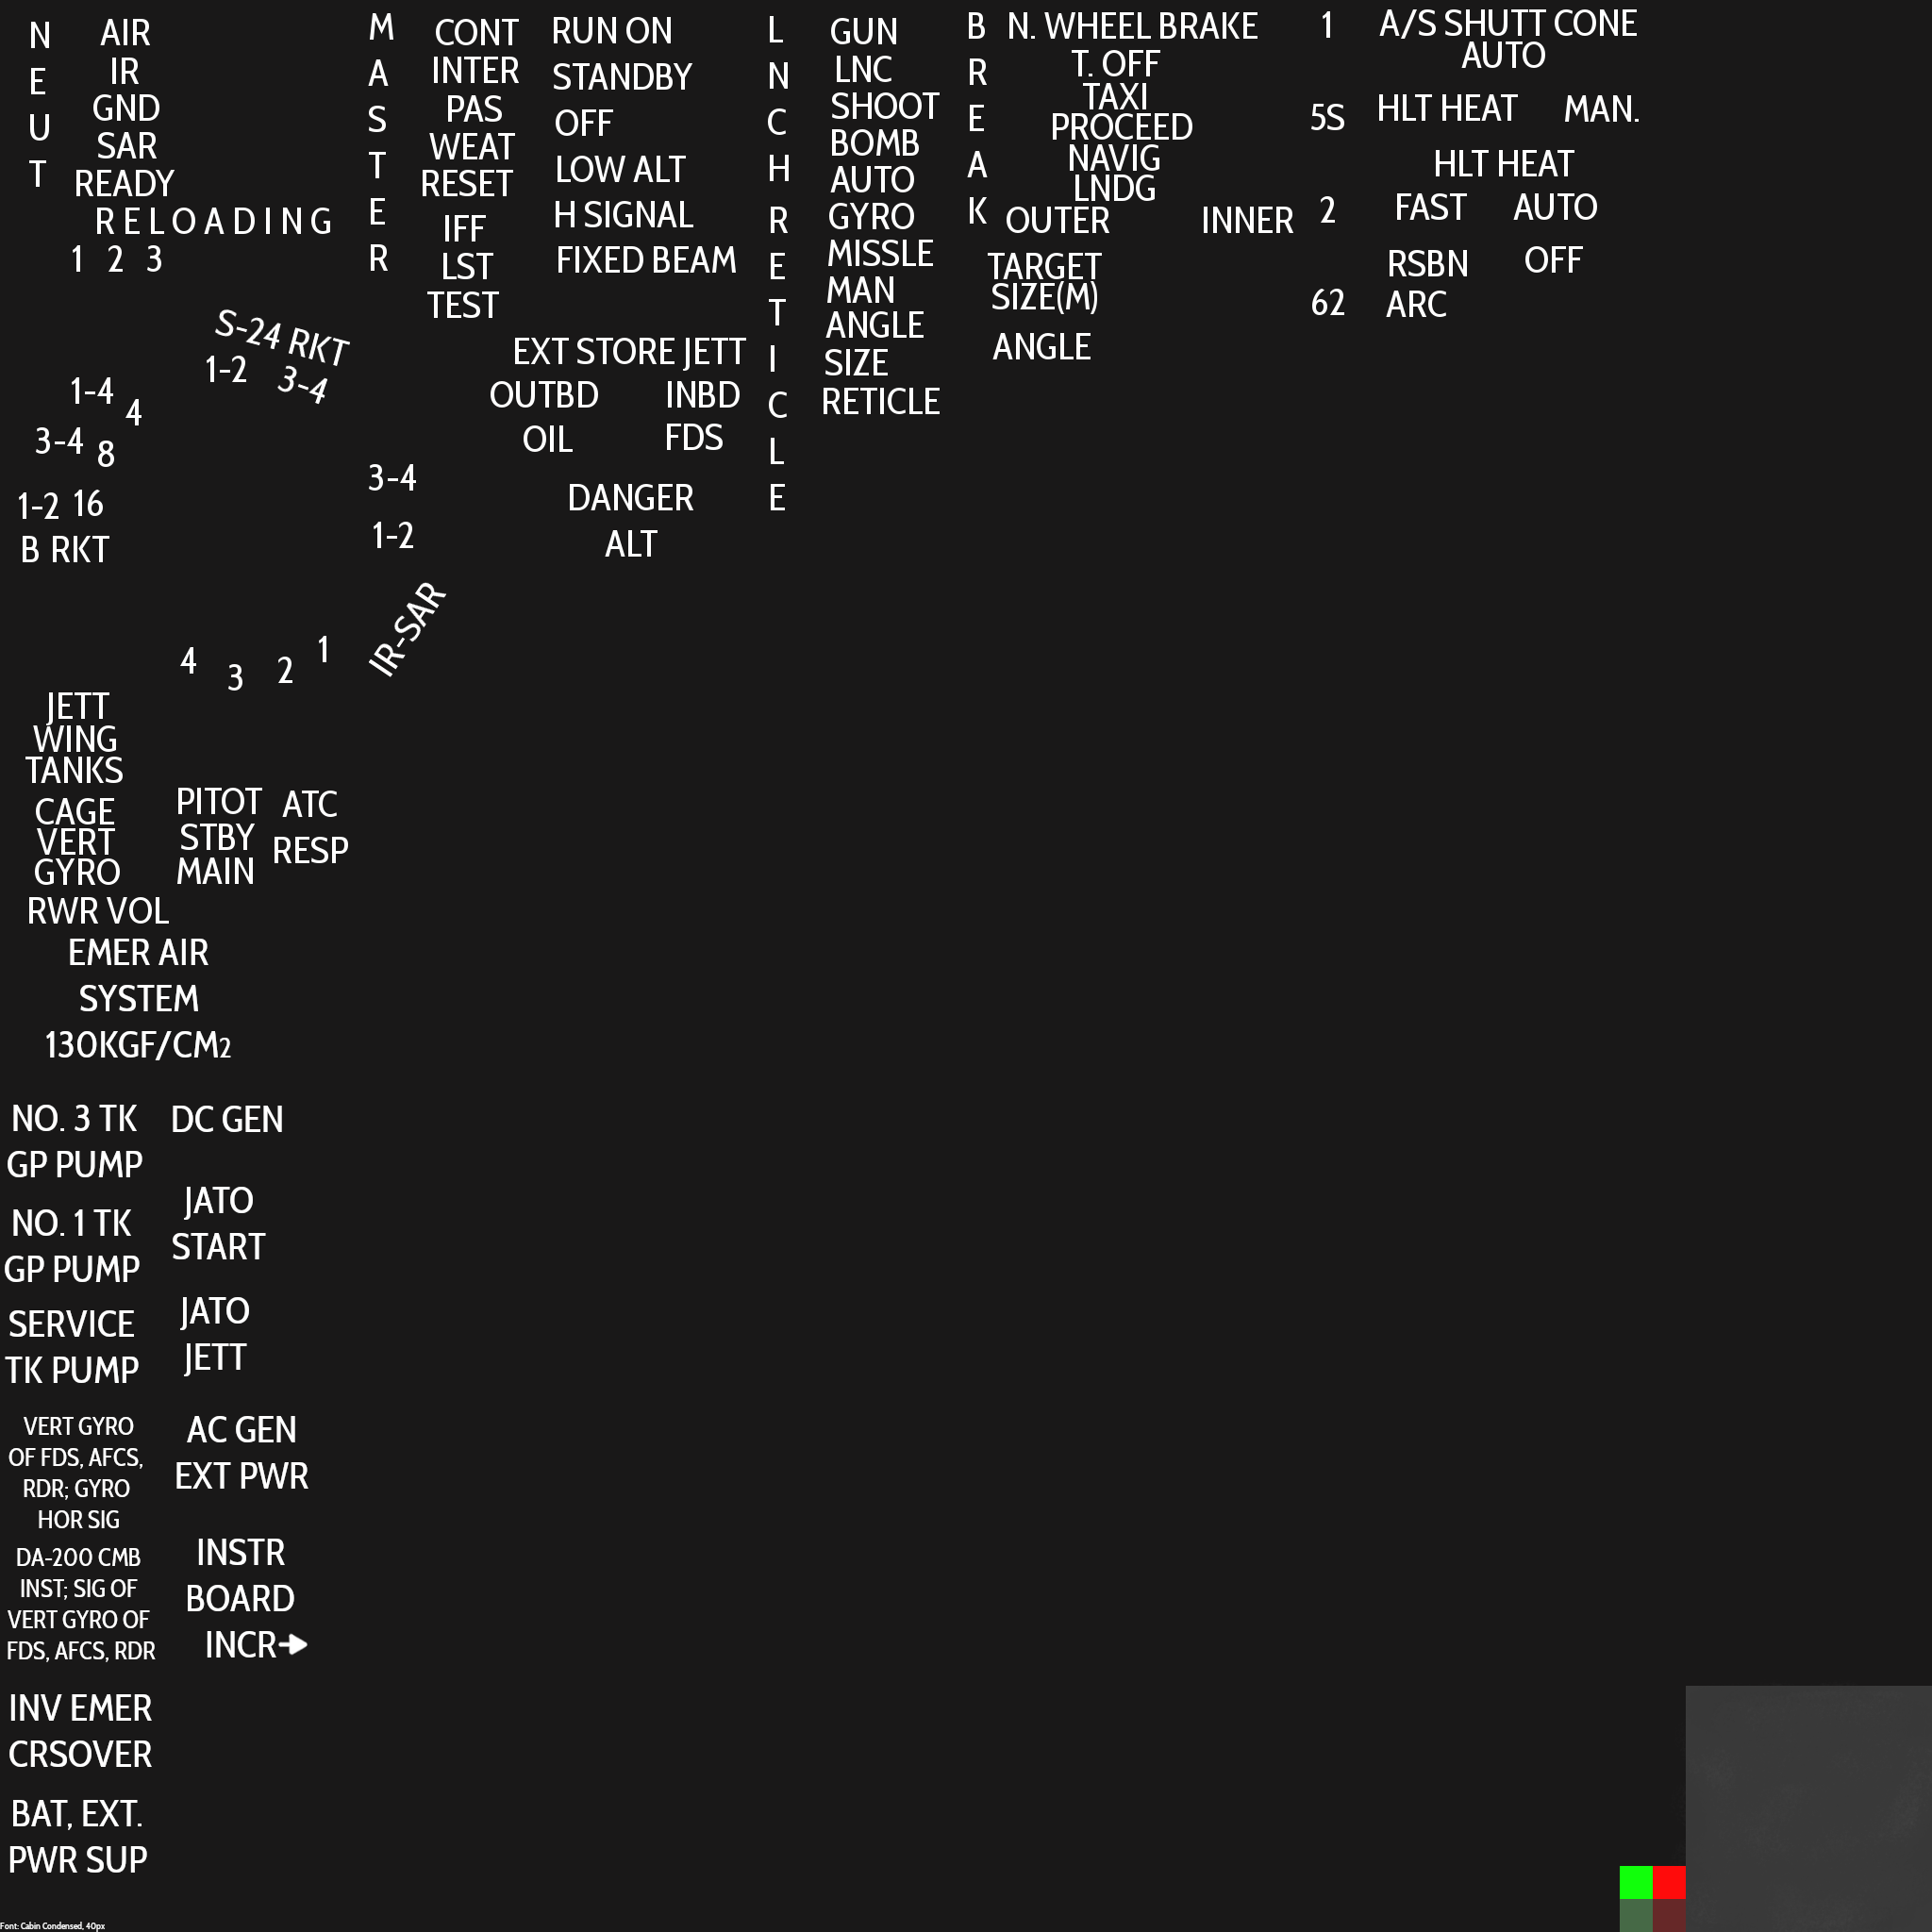 NEUT
AIR
IR
GND
SAR
READY
RELOADING
1 2 3
S-24 RKT
1-2 3-4
1-4 4
3-4 8
1-2 16
B RKT
MASTER
CONT
INTER
PAS
WEAT
RESET
IFF
LST
TEST
RUN ON
STANDBY
OFF
LOW ALT
H SIGNAL
FIXED BEAM
EXT STORE JETT
OUTBD INBD
OIL FDS
DANGER
ALT
3-4
1-2
IR-SAR
4 3 2 1
LNCH RETICLE
GUN
LNC
SHOOT
BOMB
AUTO
GYRO
MISSLE
MAN
ANGLE
SIZE
RETICLE
BREAK
N. WHEEL BRAKE
T. OFF
TAXI
PROCEED
NAVIG
LNDG
OUTER INNER
TARGET
SIZE(M)
ANGLE
1
5S
2
62
A/S SHUTT CONE
AUTO
HLT HEAT MAN.
HLT HEAT
FAST AUTO
RSBN OFF
ARC
JETT
WING
TANKS
CAGE
VERT
GYRO
PITOT
STBY
MAIN
ATC
RESP
RWR VOL
EMER AIR
SYSTEM
130KGF/CM2
NO. 3 TK
GP PUMP
DC GEN
NO. 1 TK
GP PUMP
JATO
START
SERVICE
TK PUMP
JATO
JETT
VERT GYRO
OF FDS, AFCS,
RDR; GYRO
HOR SIG
AC GEN
EXT PWR
DA-200 CMB
INST; SIG OF
VERT GYRO OF
FDS, AFCS, RDR
INSTR
BOARD
INCR→
INV EMER
CRSOVER
BAT, EXT.
PWR SUP
Font: Cabin Condensed, 40px